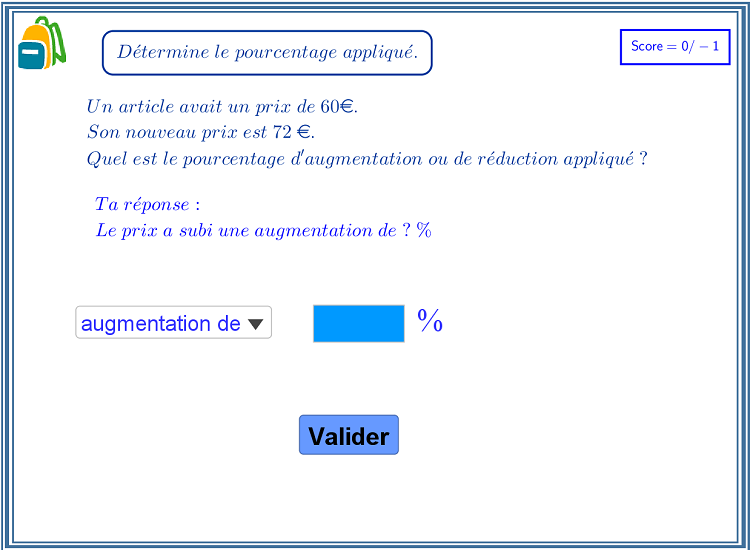 Détermine le pourcentage appliqué.
Score = 0/ − 1
Un article avait un prix de 60€.
Son nouveau prix est 72 €.
Quel est le pourcentage d'augmentation ou de réduction appliqué ?
Ta réponse :
Le prix a subi une augmentation de ? %
augmentation de ▼ %
Valider